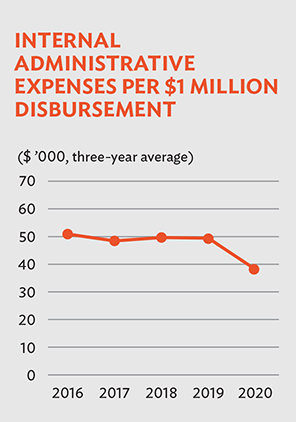 INTERNAL
ADMINISTRATIVE
EXPENSES PER $1 MILLION
DISBURSEMENT
($ ’000, three-year average)
70
60
50
40
30
20
10
0
2016 2017 2018 2019 2020